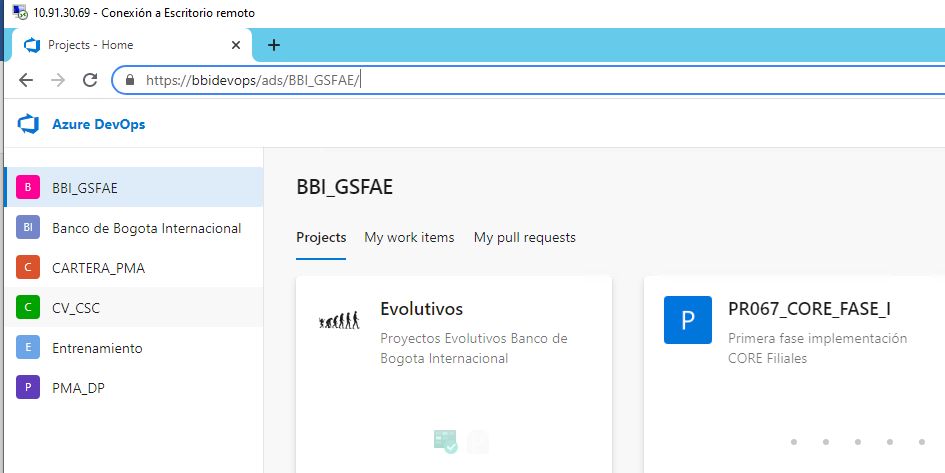 10.91.30.69 - Conexión a Escritorio remoto
Projects - Home
https://bbidevops/ads/BBI_GSFAE/
Azure DevOps
B BBI_GSFAE
BI Banco de Bogota Internacional
C CARTERA_PMA
C CV_CSC
E Entrenamiento
P PMA_DP
BBI_GSFAE
Projects My work items My pull requests
Evolutivos
Proyectos Evolutivos Banco de
Bogota Internacional
P PR067_CORE_FASE_I
Primera fase implementación
CORE Filiales